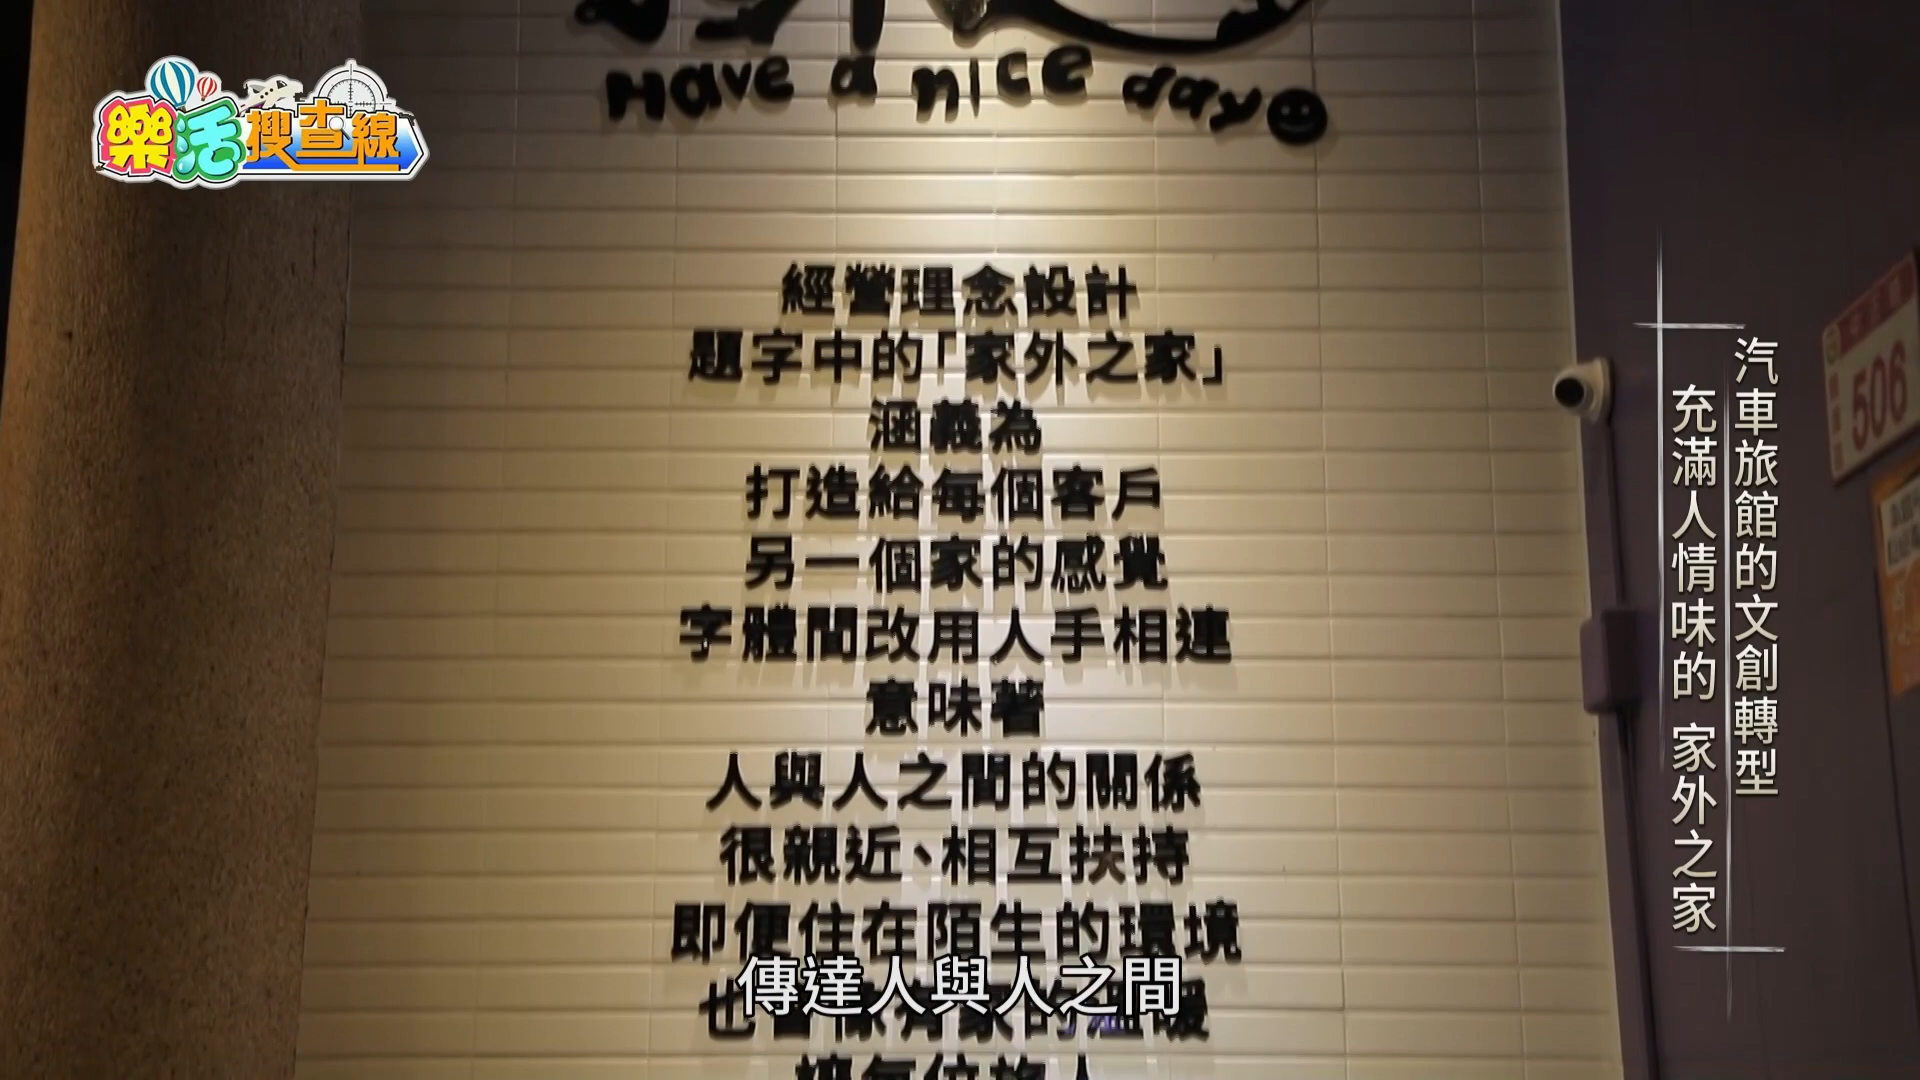 樂活搜查線
Have a nice day
經營理念設計
題字中的「家外之家」
涵義為
打造給每個客戶
另一個家的感覺
字體間改用人手相連
意味著
人與人之間的關係
很親近、相互扶持
即便住在陌生的環境
傳達人與人之間
汽車旅館的文創轉型
充滿人情味的 家外之家
506